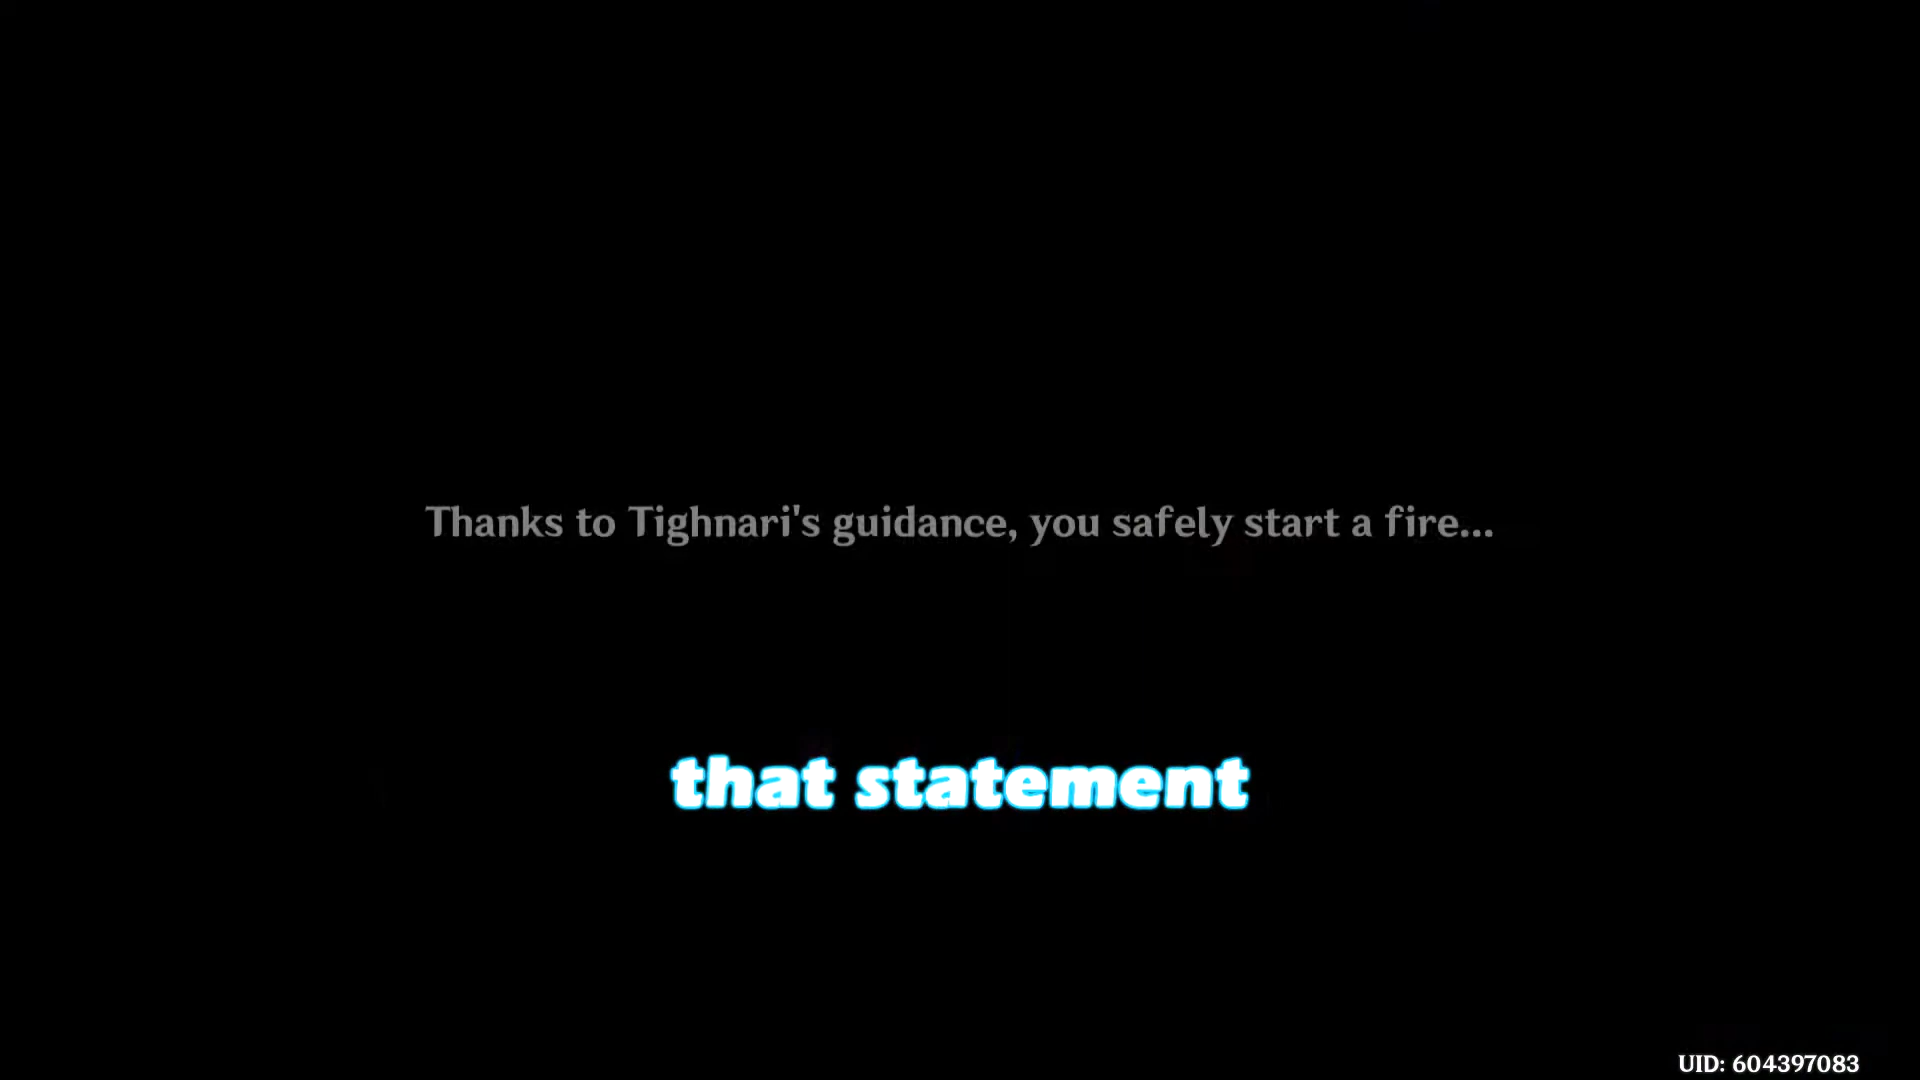 Thanks to Tighnari's guidance, you safely start a fire...
that statement
UID: 604397083